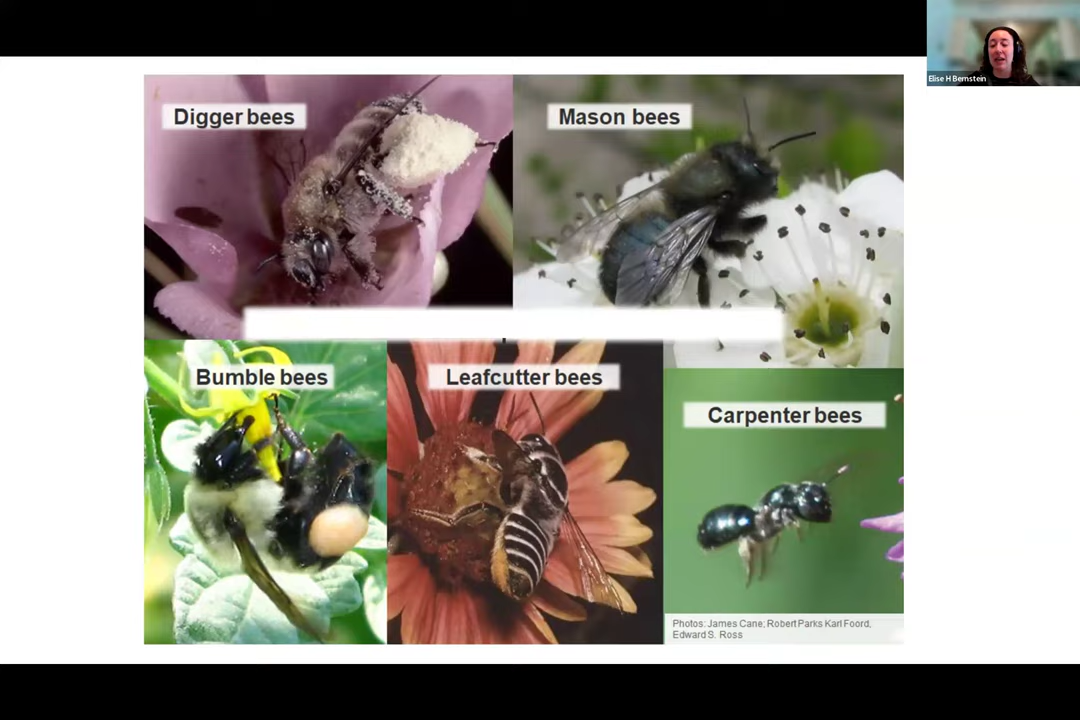 Elise H Bernstein
Digger bees
Mason bees
Bumble bees
Leafcutter bees
Carpenter bees
Photos: James Cane; Robert Parks Karl Foord,
Edward S. Ross